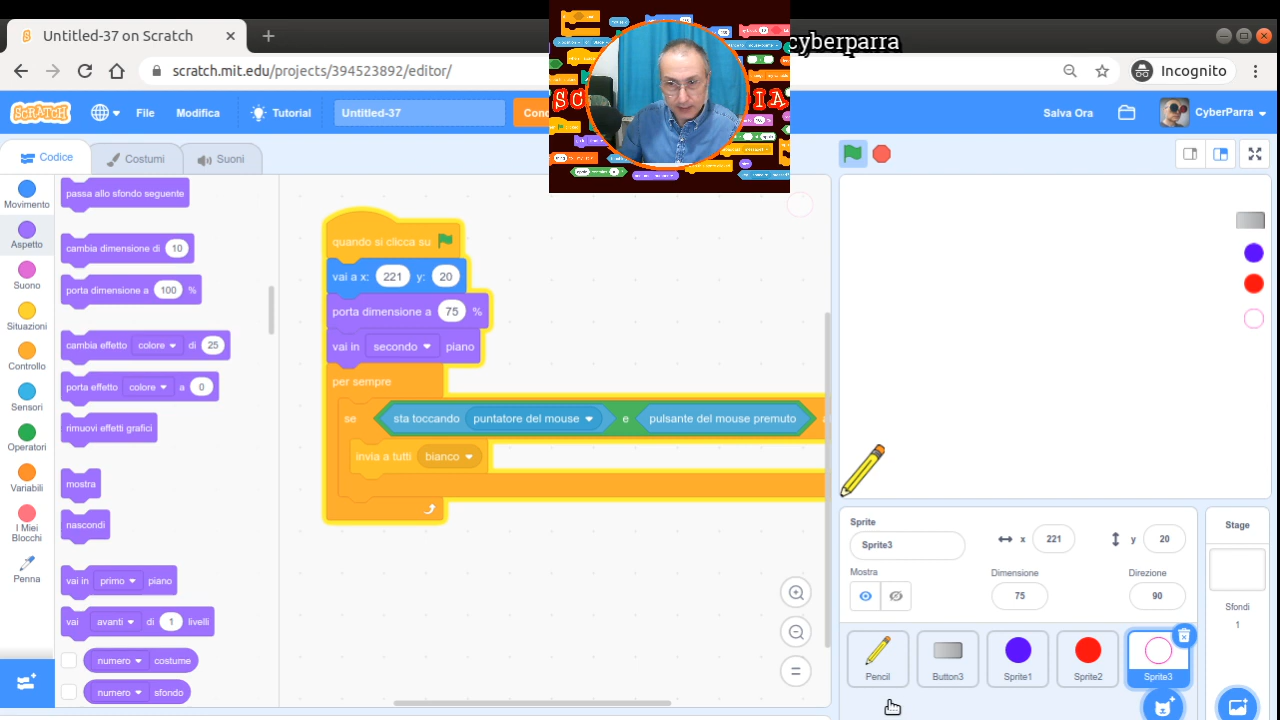 Untitled-37 on Scratch
cyberparra
scratch.mit.edu/projects/394523892/editor/
Incognito
SCRATCH
File
Tutorial
Untitled-37
Salva Ora
Codice
Costumi
Suoni
Movimento
Aspetto
Suono
Situazioni
Controllo
Sensori
Operatori
Variabili
I Miei
Blocchi
Penna
passa allo sfondo seguente
cambia dimensione di 10
porta dimensione a 100 %
cambia effetto colore di 25
porta effetto colore a 0
rimuovi effetti grafici
mostra
nascondi
vai in primo piano
vai avanti di 1 livelli
numero costume
numero sfondo
quando si clicca su
vai a x: 221 y: 20
porta dimensione a 75 %
vai in secondo piano
per sempre
se sta toccando puntatore del mouse e pulsante del mouse premuto
invia a tutti bianco
Sprite
Sprite3
x 221
y 20
Mostra
Dimensione
75
Direzione
90
Pencil
Button3
Sprite1
Sprite2
Sprite3
Stage
Sfondi
1